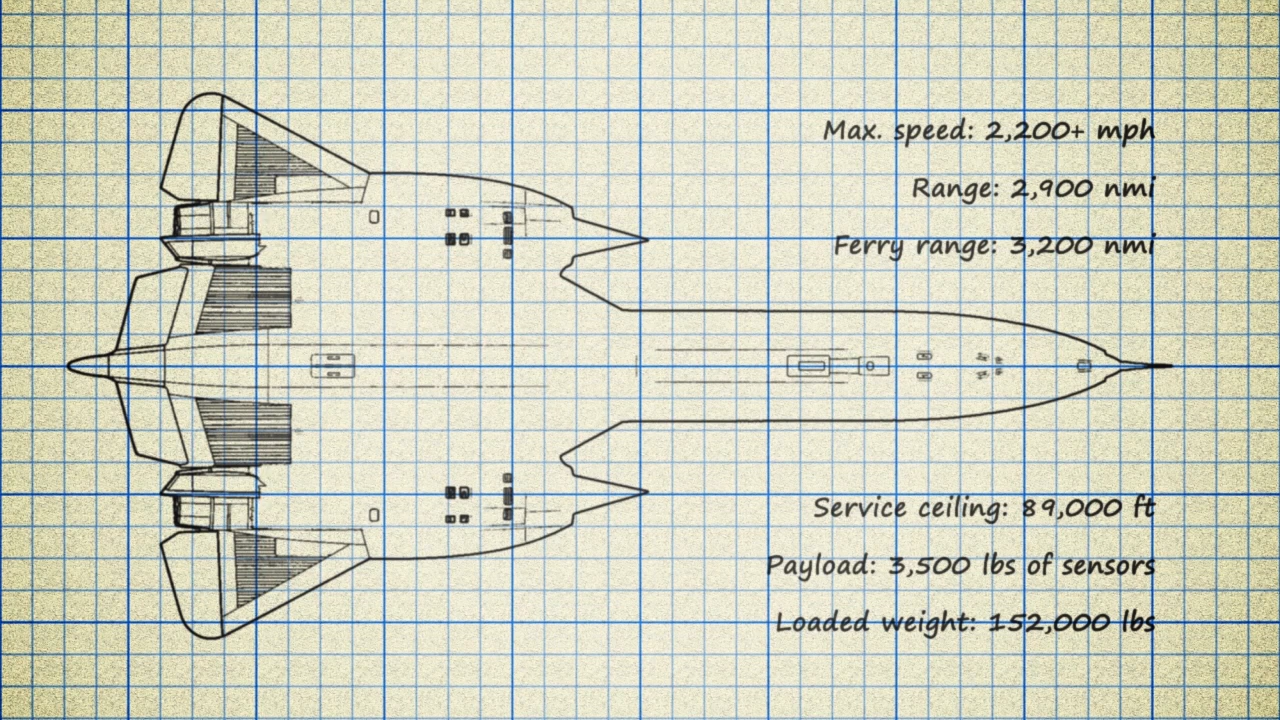 Max. speed: 2,200+ mph
Range: 2,900 nmi
Ferry range: 3,200 nmi
Service ceiling: 89,000 ft
Payload: 3,500 lbs of sensors
Loaded weight: 152,000 lbs